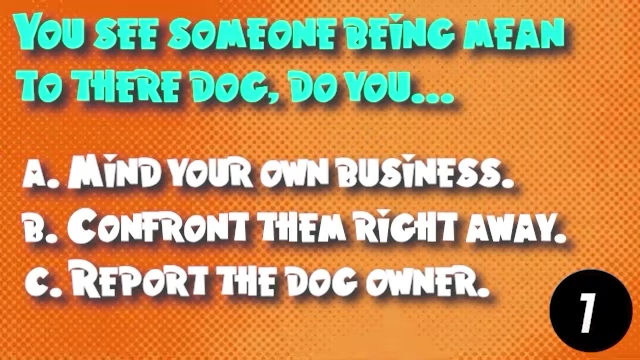 You see someone being mean
to there dog, do you...
a. Mind your own business.
b. Confront them right away.
c. Report the dog owner.
1